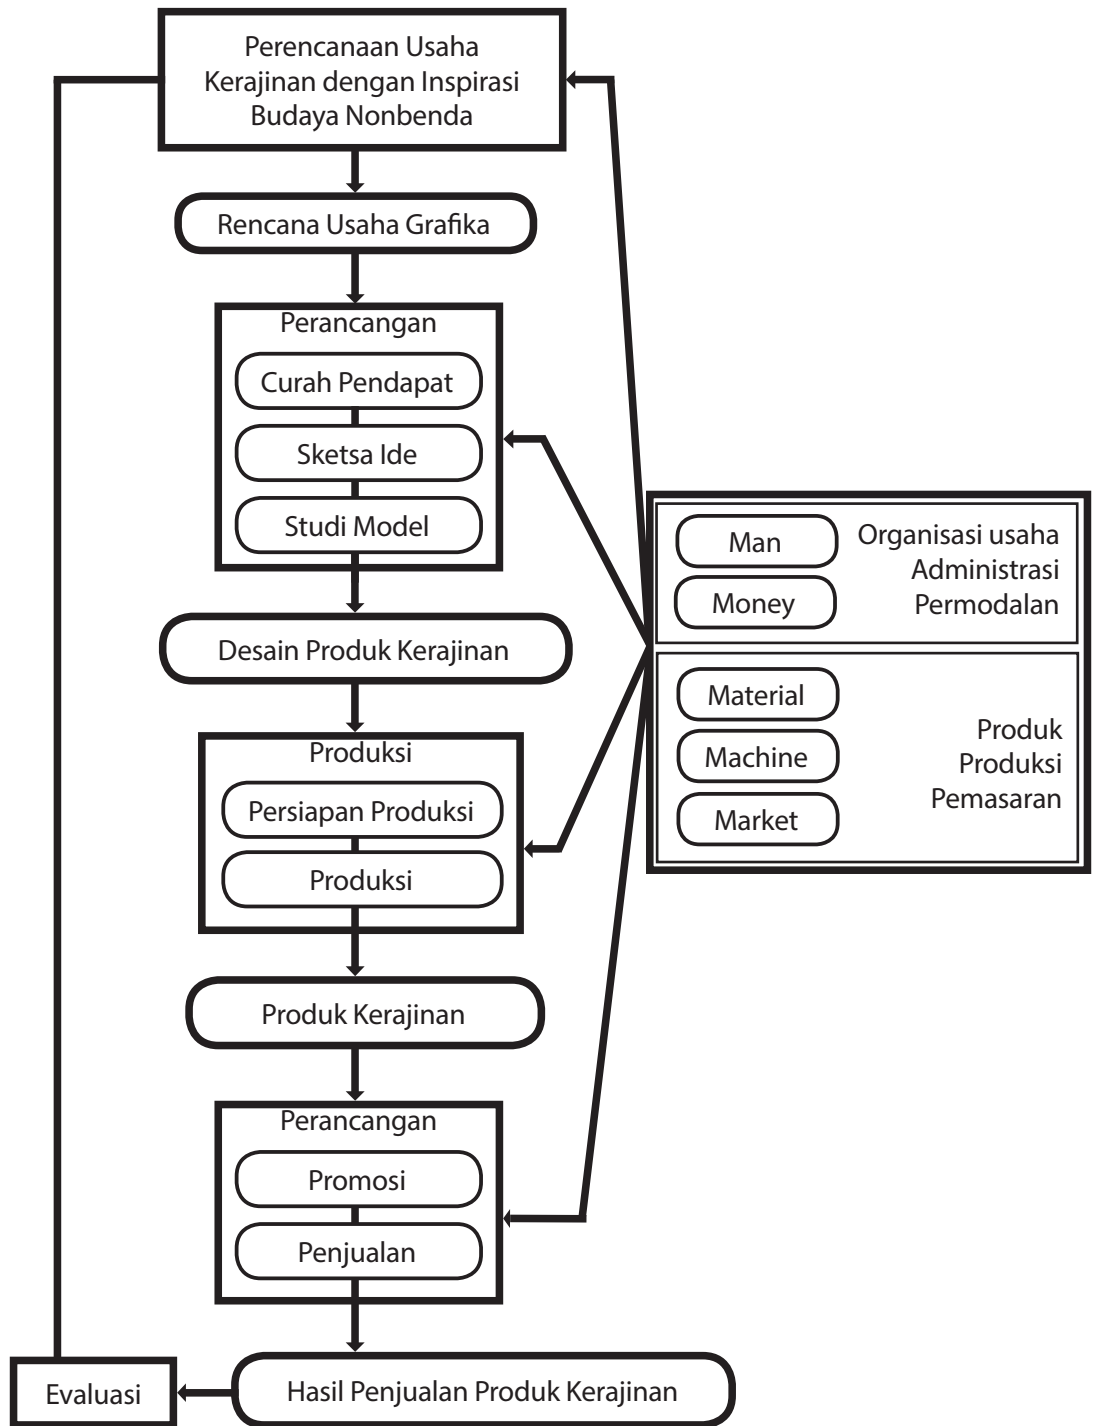 Perencanaan Usaha
Kerajinan dengan Inspirasi
Budaya Nonbenda
Rencana Usaha Grafika
Perancangan
Curah Pendapat
Sketsa Ide
Studi Model
Desain Produk Kerajinan
Produksi
Persiapan Produksi
Produksi
Produk Kerajinan
Perancangan
Promosi
Penjualan
Hasil Penjualan Produk Kerajinan
Evaluasi
Man
Money
Organisasi usaha
Administrasi
Permodalan
Material
Machine
Market
Produk
Produksi
Pemasaran